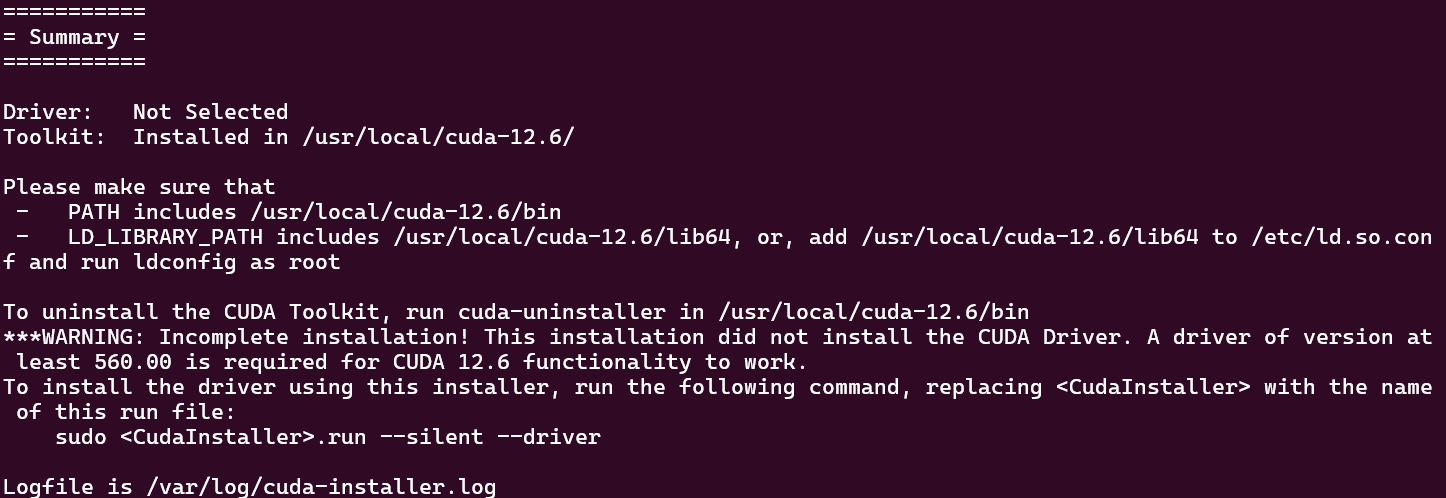 ===========
= Summary =
===========
Driver:   Not Selected
Toolkit:  Installed in /usr/local/cuda-12.6/
Please make sure that
 -   PATH includes /usr/local/cuda-12.6/bin
 -   LD_LIBRARY_PATH includes /usr/local/cuda-12.6/lib64, or, add /usr/local/cuda-12.6/lib64 to /etc/ld.so.con
f and run ldconfig as root
To uninstall the CUDA Toolkit, run cuda-uninstaller in /usr/local/cuda-12.6/bin
***WARNING: Incomplete installation! This installation did not install the CUDA Driver. A driver of version at
 least 560.00 is required for CUDA 12.6 functionality to work.
To install the driver using this installer, run the following command, replacing <CudaInstaller> with the name
 of this run file:
    sudo <CudaInstaller>.run --silent --driver
Logfile is /var/log/cuda-installer.log